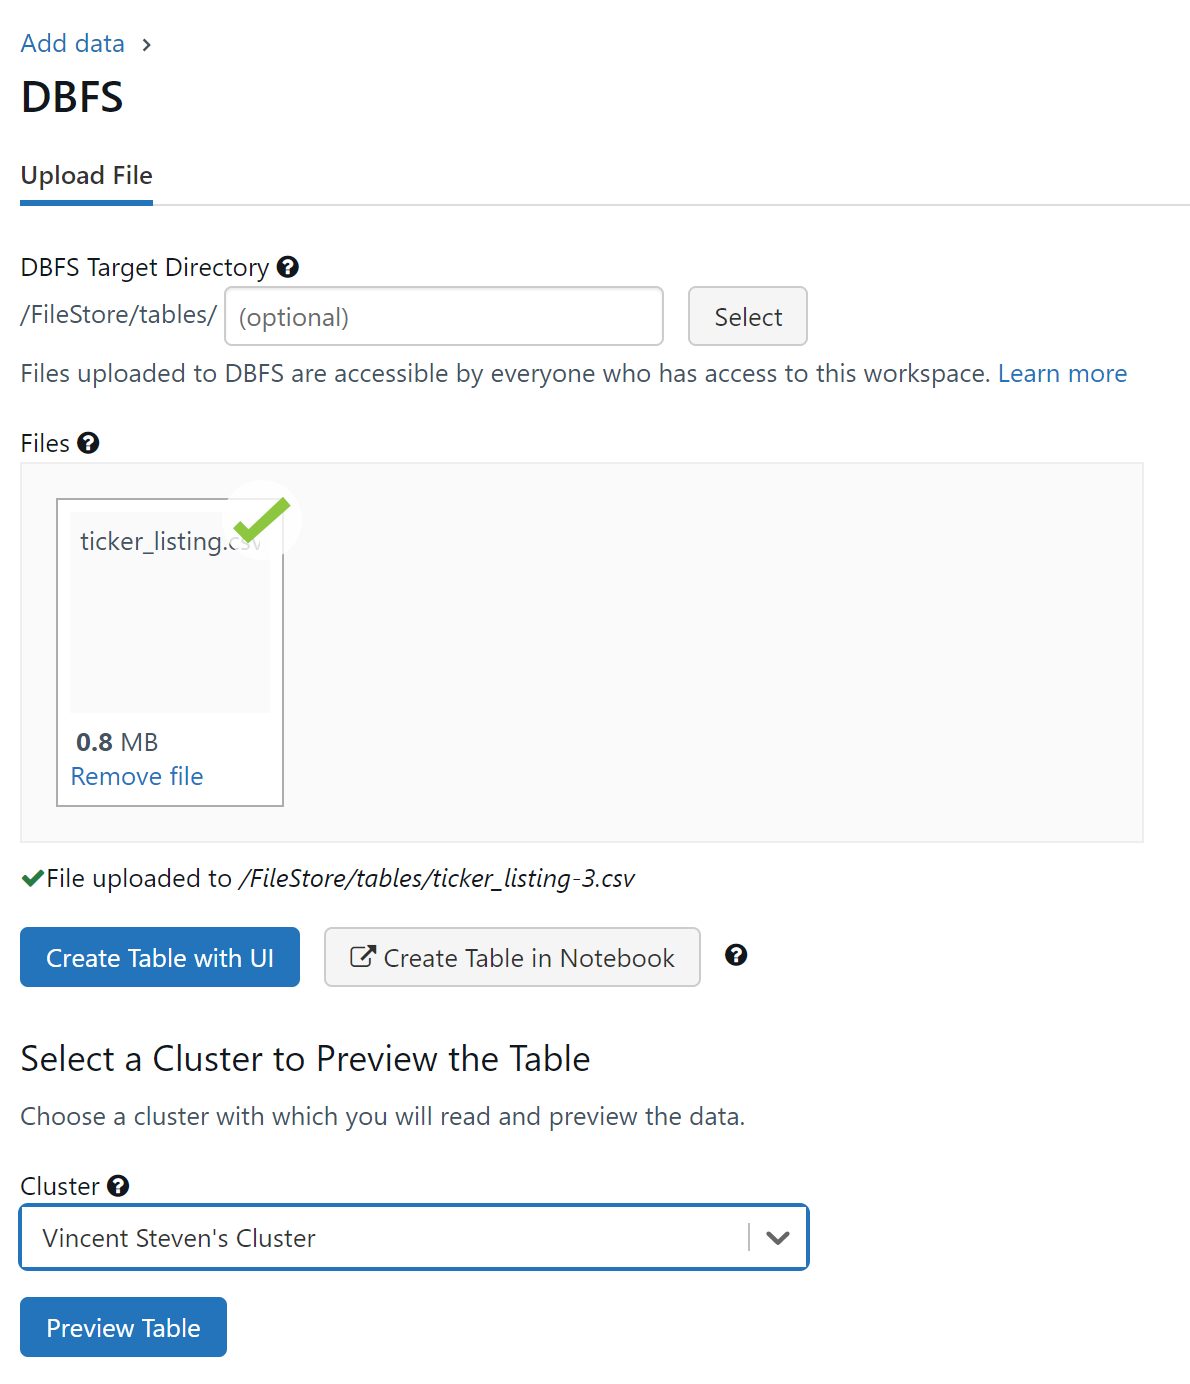 Add data
DBFS
Upload File
DBFS Target Directory
/FileStore/tables/ (optional) Select
Files uploaded to DBFS are accessible by everyone who has access to this workspace. Learn more
Files
ticker_listing.csv
0.8 MB
Remove file
File uploaded to /FileStore/tables/ticker_listing-3.csv
Create Table with UI Create Table in Notebook
Select a Cluster to Preview the Table
Choose a cluster with which you will read and preview the data.
Cluster
Vincent Steven's Cluster
Preview Table